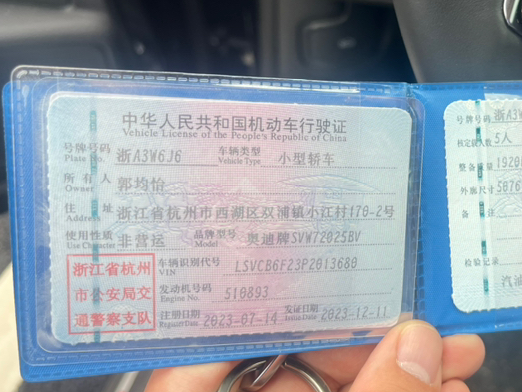 中华人民共和国机动车行驶证
Vehicle License of the People's Republic of China
号牌号码 浙A3W6J6 车辆类型 小型轿车
Plate No. Vehicle Type
所有人 郭均怡
Owner
住址 浙江省杭州市西湖区双浦镇小江村170-2号
Address
使用性质 非营运 品牌型号 奥迪牌SVW72025BV
Use Character Model
浙江省杭州
市公安局交
通警察支队
车辆识别代号 LSVCB6F23P2013680
VIN
发动机号码 510893
Engine No.
注册日期 2023-07-14 发证日期 2023-12-11
Register Date Issue Date
号牌号码 浙A3W
核定载人数 5人
整备质量 1920
外廓尺寸 5076
备注
检验记录
汽油